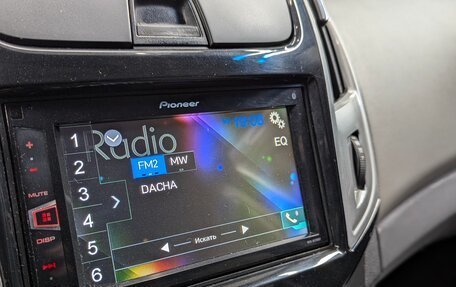 Pioneer
Radio
EQ
1
2
3
4
5
6
FM2
MW
DACHA
MUTE
DISP
Искать